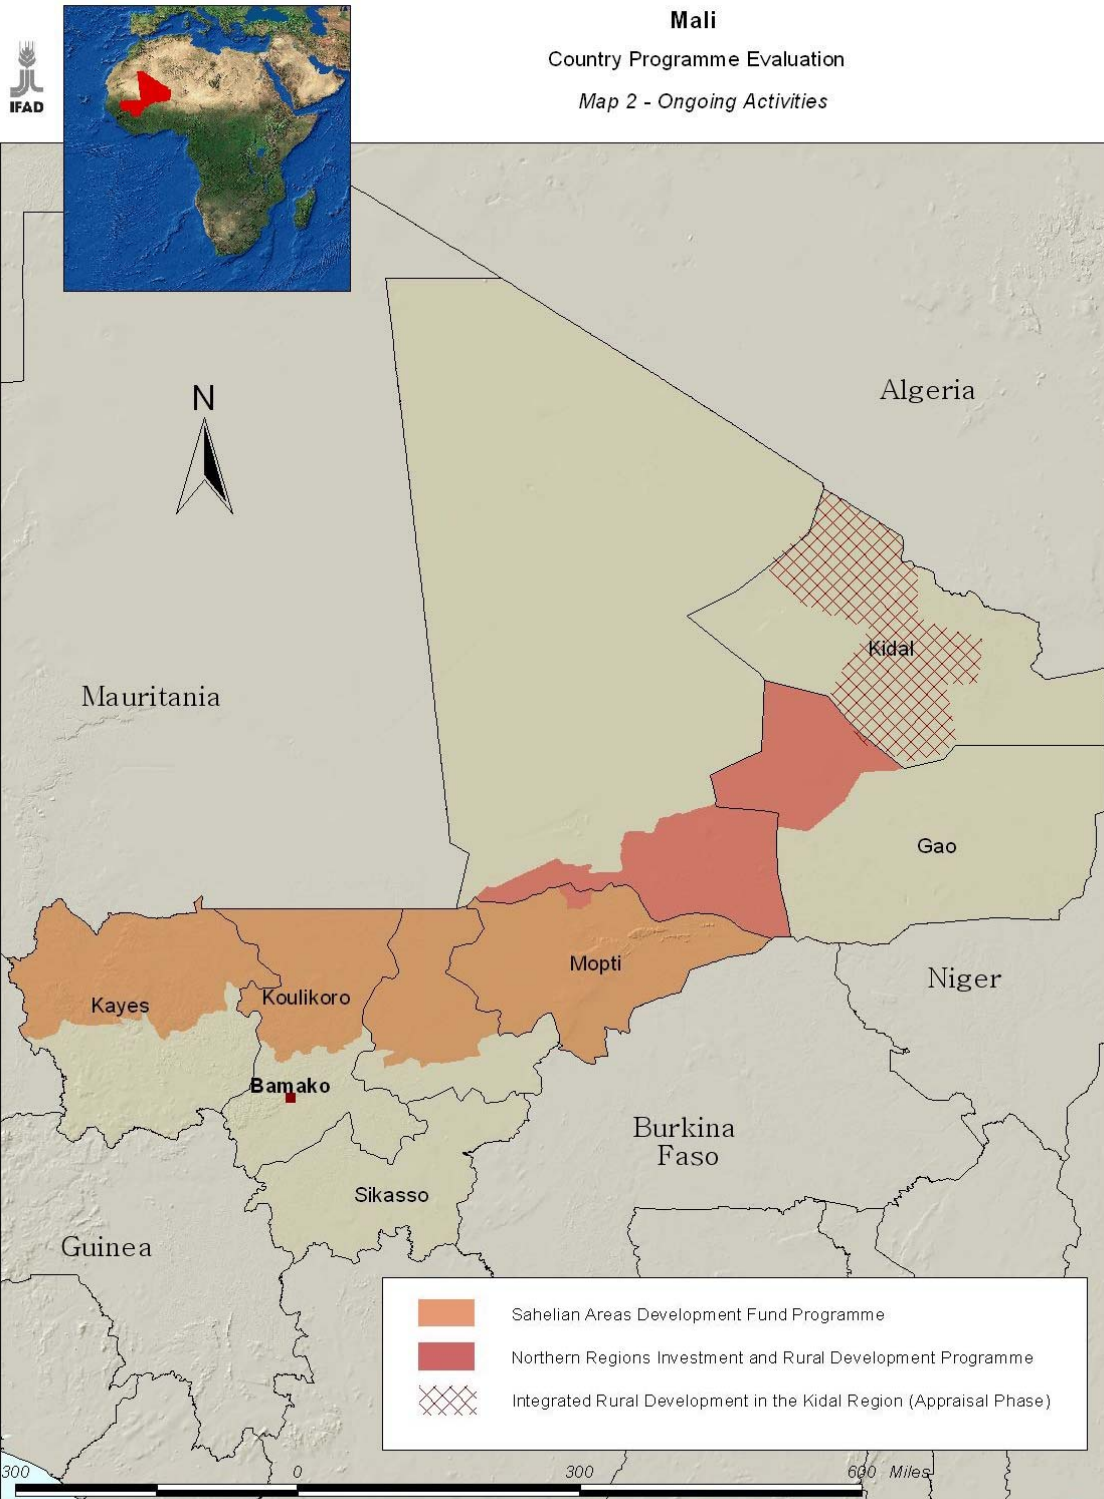 Mali
Country Programme Evaluation
Map 2 - Ongoing Activities
IFAD
N
Algeria
Kidal
Mauritania
Gao
Mopti
Niger
Kayes
Koulikoro
Bamako
Burkina
Faso
Sikasso
Guinea
Sahelian Areas Development Fund Programme
Northern Regions Investment and Rural Development Programme
Integrated Rural Development in the Kidal Region (Appraisal Phase)
300 0 300 600 Miles